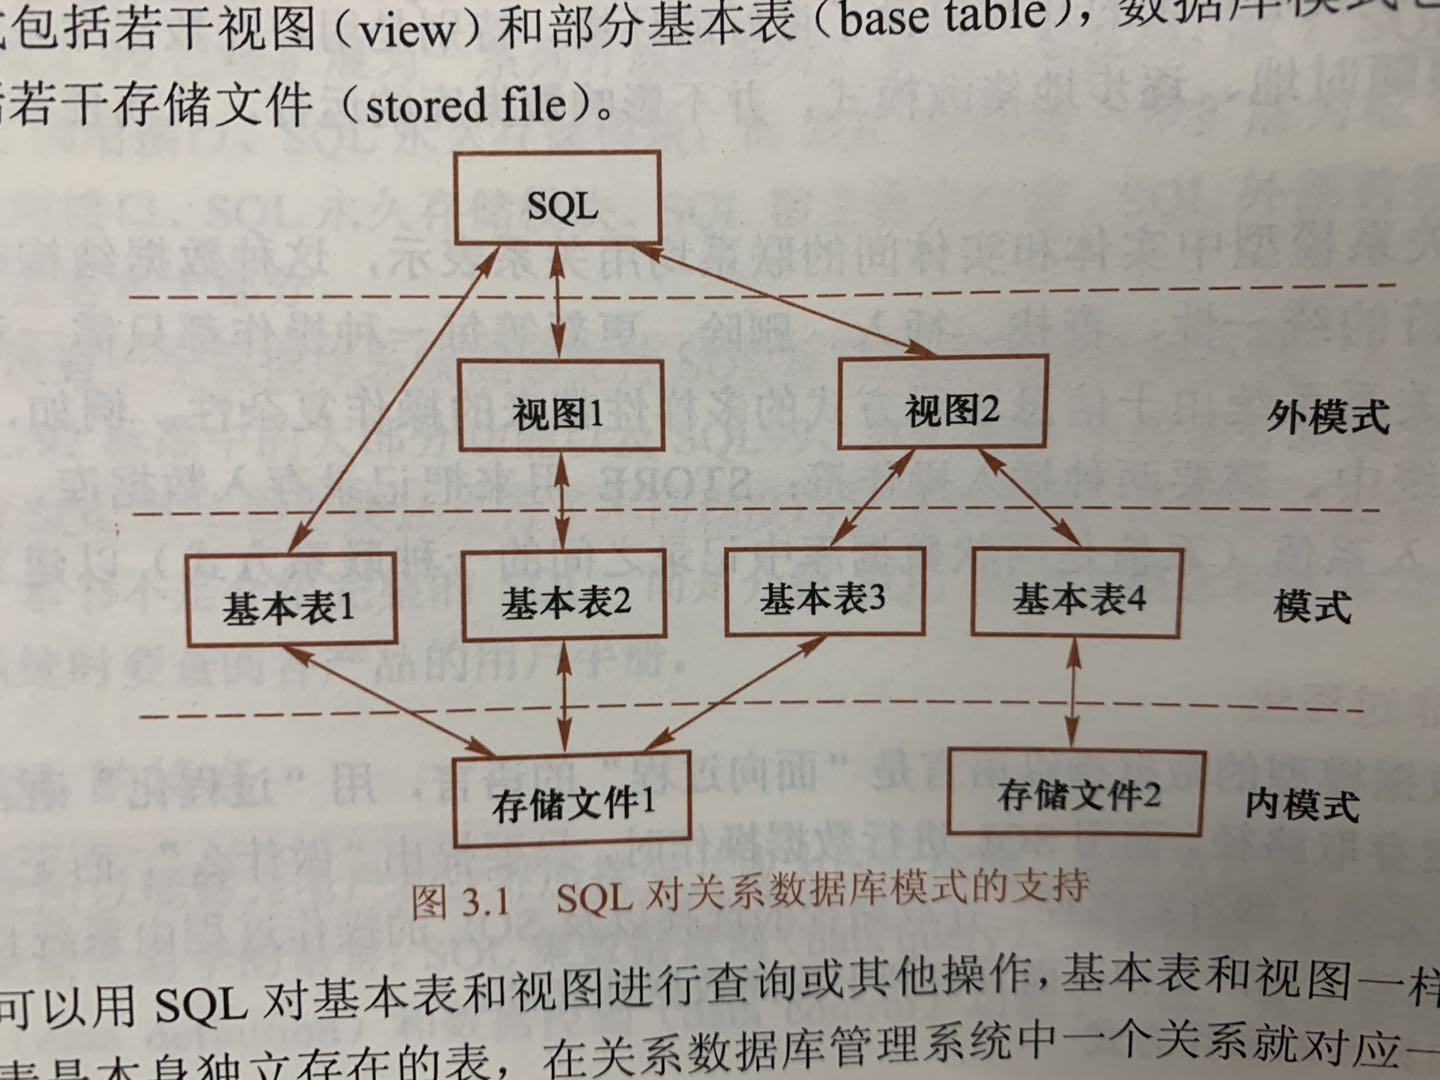 包括若干视图(view)和部分基本表(base table),数据库模式
若干存储文件(stored file)。
SQL
视图1
视图2
外模式
基本表1
基本表2
基本表3
基本表4
模式
存储文件1
存储文件2
内模式
图 3.1 SQL 对关系数据库模式的支持
可以用 SQL 对基本表和视图进行查询或其他操作,基本表和视图一样
表是本身独立存在的表,在关系数据库管理系统中一个关系就对应一